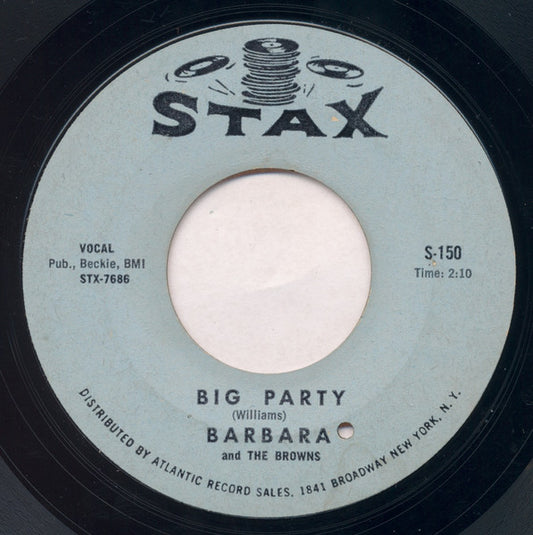 STAX
VOCAL
Pub., Beckie, BMI
STX-7686
S-150
Time: 2:10
BIG PARTY
(Williams)
BARBARA
and THE BROWNS
DISTRIBUTED BY ATLANTIC RECORD SALES. 1841 BROADWAY NEW YORK, N. Y.